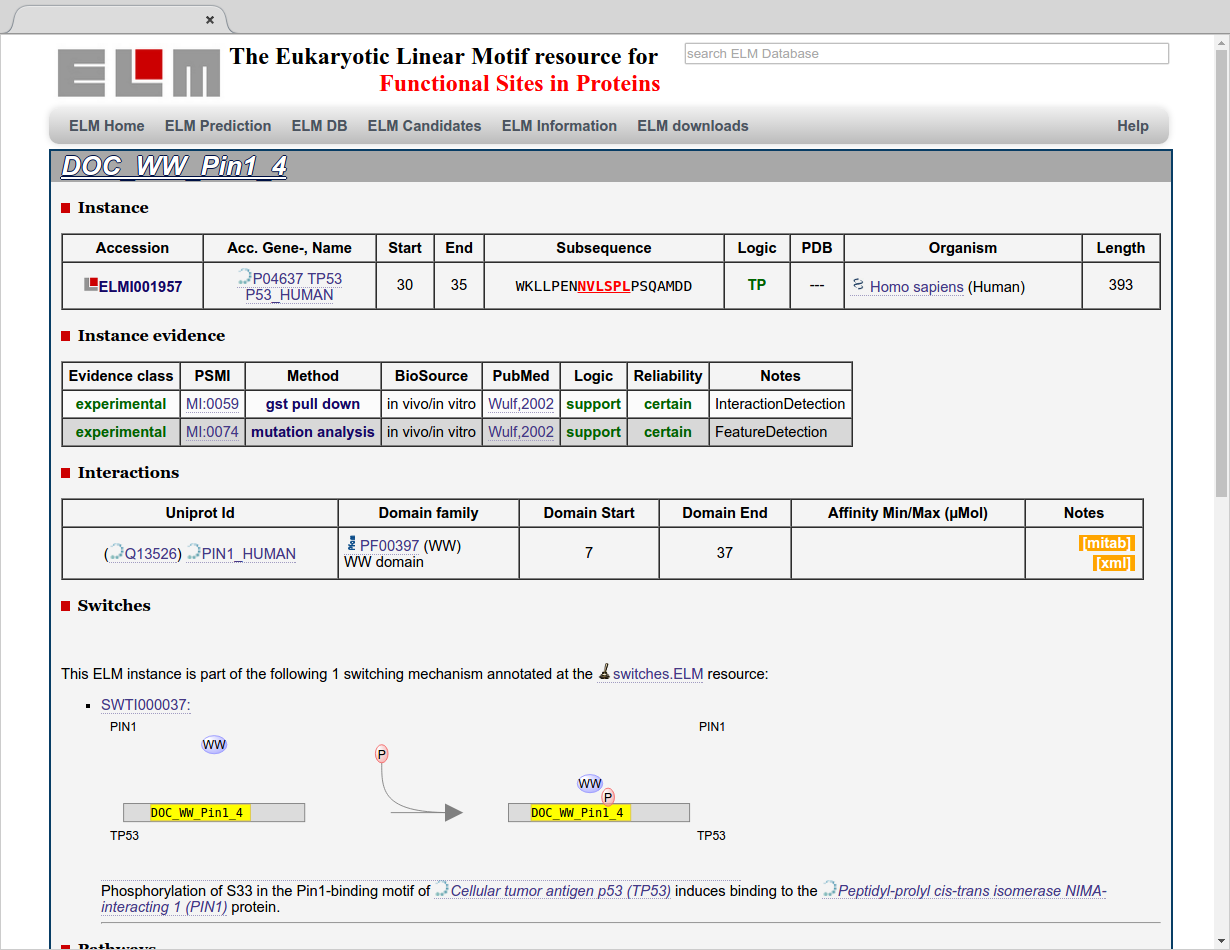 ×
ELM The Eukaryotic Linear Motif resource for
Functional Sites in Proteins
search ELM Database
ELM Home ELM Prediction ELM DB ELM Candidates ELM Information ELM downloads Help
DOC_WW_Pin1_4
Instance
Accession Acc. Gene-, Name Start End Subsequence Logic PDB Organism Length
ELMI001957 P04637 TP53 P53_HUMAN 30 35 WKLLPENNVLSPLPSQAMDD TP --- Homo sapiens (Human) 393
Instance evidence
Evidence class PSMI Method BioSource PubMed Logic Reliability Notes
experimental MI:0059 gst pull down in vivo/in vitro Wulf,2002 support certain InteractionDetection
experimental MI:0074 mutation analysis in vivo/in vitro Wulf,2002 support certain FeatureDetection
Interactions
Uniprot Id Domain family Domain Start Domain End Affinity Min/Max (µMol) Notes
(Q13526) PIN1_HUMAN PF00397 (WW) WW domain 7 37 [mitab] [xml]
Switches
This ELM instance is part of the following 1 switching mechanism annotated at the switches.ELM resource:
SWTI000037:
PIN1 PIN1
WW
P
WW
P
DOC_WW_Pin1_4 DOC_WW_Pin1_4
TP53 TP53
Phosphorylation of S33 in the Pin1-binding motif of Cellular tumor antigen p53 (TP53) induces binding to the Peptidyl-prolyl cis-trans isomerase NIMA-
interacting 1 (PIN1) protein.
Pathways